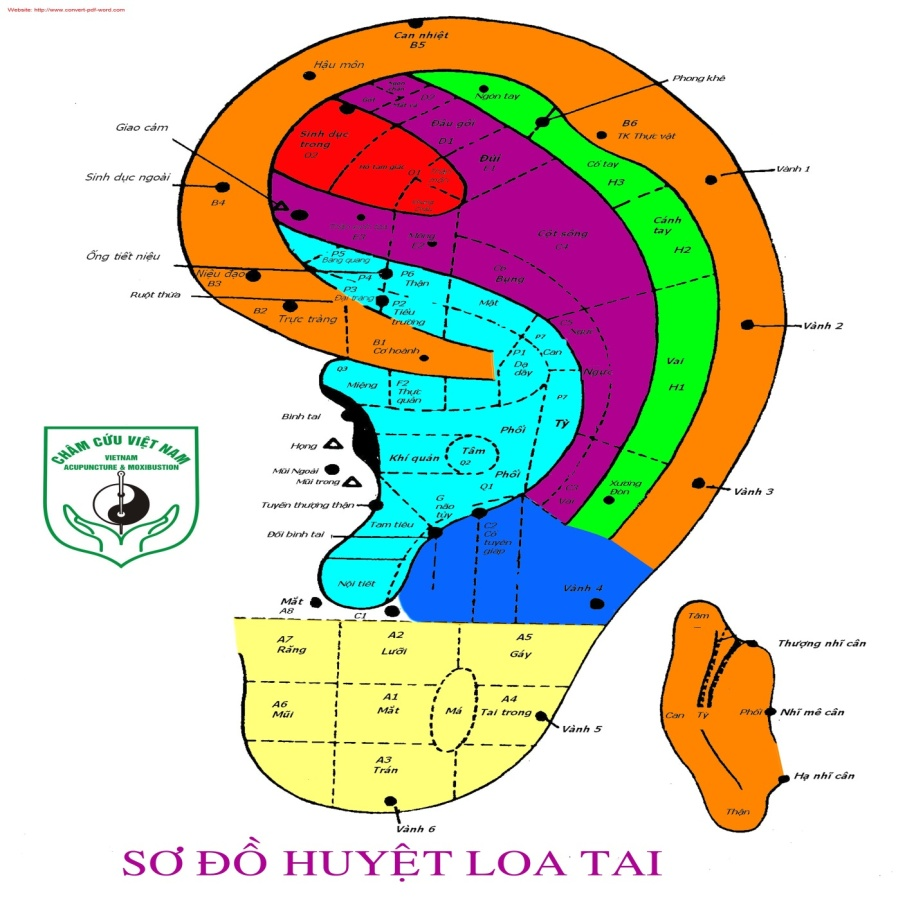 Website: http://www.convert-pdf-word.com
Can nhiệt
B5
Hậu môn
Phong khê
Ngón tay
B6
TK Thực vật
Giao cảm
Đầu gối
D1
Sinh dục
trong
Q2
Đùi
Cổ tay
H3
Vành 1
Sinh dục ngoài
B4
Cánh
tay
H2
Cột sống
C4
Mông
Ống tiết niệu
P5
Bàng quang
P6
Thận
P4
Niệu đạo
B3
P3
Đại tràng
Bụng
Ruột thừa
B2
Trực tràng
P2
Tiểu
trường
Mật
Vành 2
B1
Cơ hoành
P7
P1
Can
Dạ
dầy
Ngực
Vai
H1
Q3
Miệng
F2
Thực
quản
P7
Bình tai
Phổi
Tỳ
CHÂM CỨU VIỆT NAM
VIETNAM
ACUPUNCTURE & MOXIBUSTION
Họng
Khí quản
Tâm
Q2
Mũi Ngoài
Mũi trong
Phổi
Q1
Xương
Đòn
Vành 3
Tuyến thượng thận
G
não
tủy
C3
Vai
Tam tiêu
C2
Cổ
tuyến
giáp
Đối bình tai
Nội tiết
Vành 4
Mắt
A8
C1
A7
Răng
A2
Lưỡi
A5
Gáy
Tâm
Thượng nhĩ căn
A6
Mũi
A1
Mắt
Má
A4
Tai trong
Vành 5
Can
Tỳ
Phổi
Nhĩ mê căn
A3
Trán
Hạ nhĩ căn
Thận
Vành 6
SƠ ĐỒ HUYỆT LOA TAI